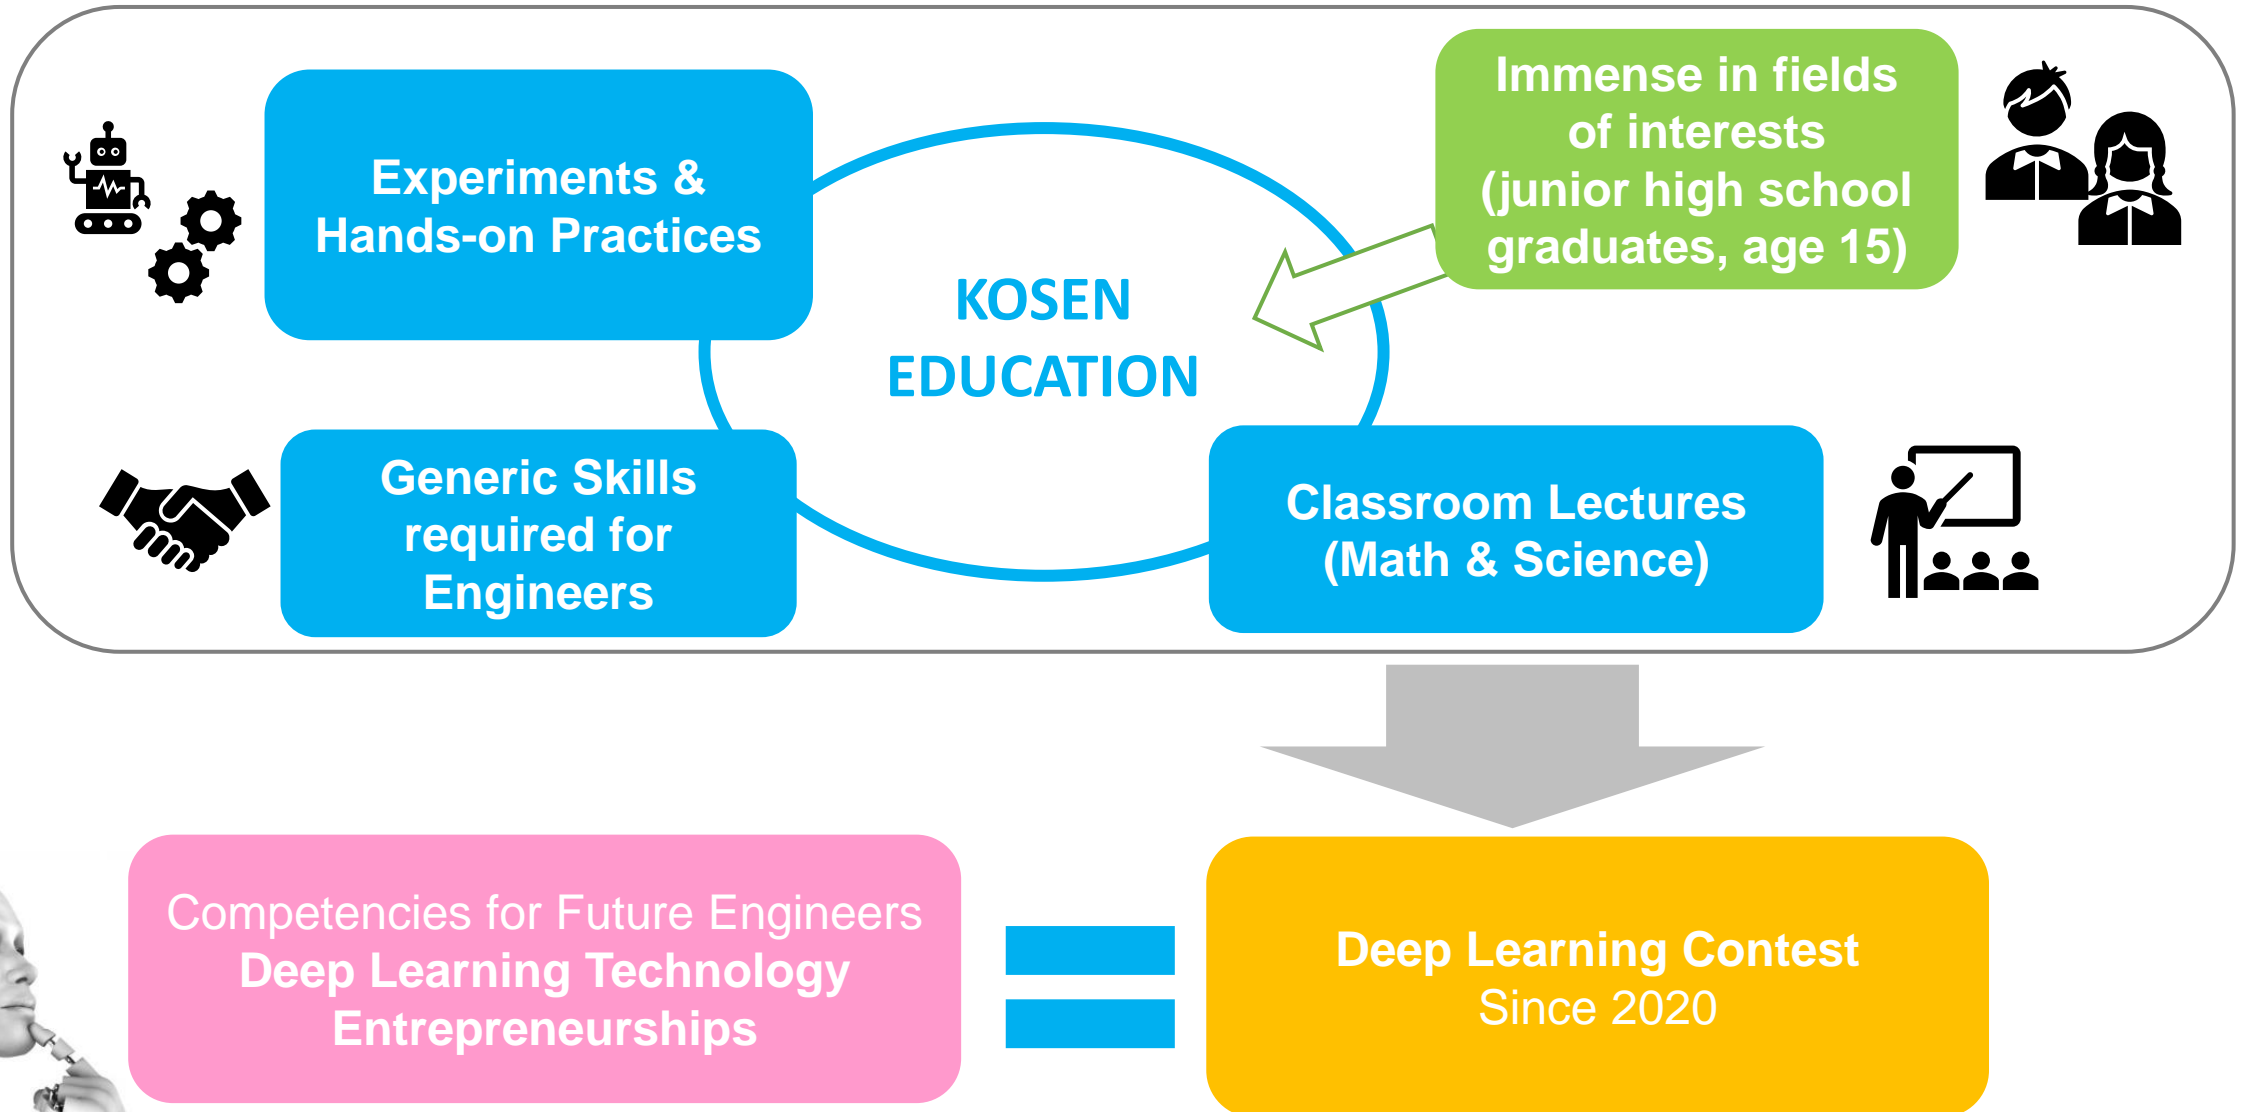 Experiments &
Hands-on Practices
Immense in fields
of interests
(junior high school
graduates, age 15)
KOSEN
EDUCATION
Generic Skills
required for
Engineers
Classroom Lectures
(Math & Science)
Competencies for Future Engineers
Deep Learning Technology
Entrepreneurships
Deep Learning Contest
Since 2020